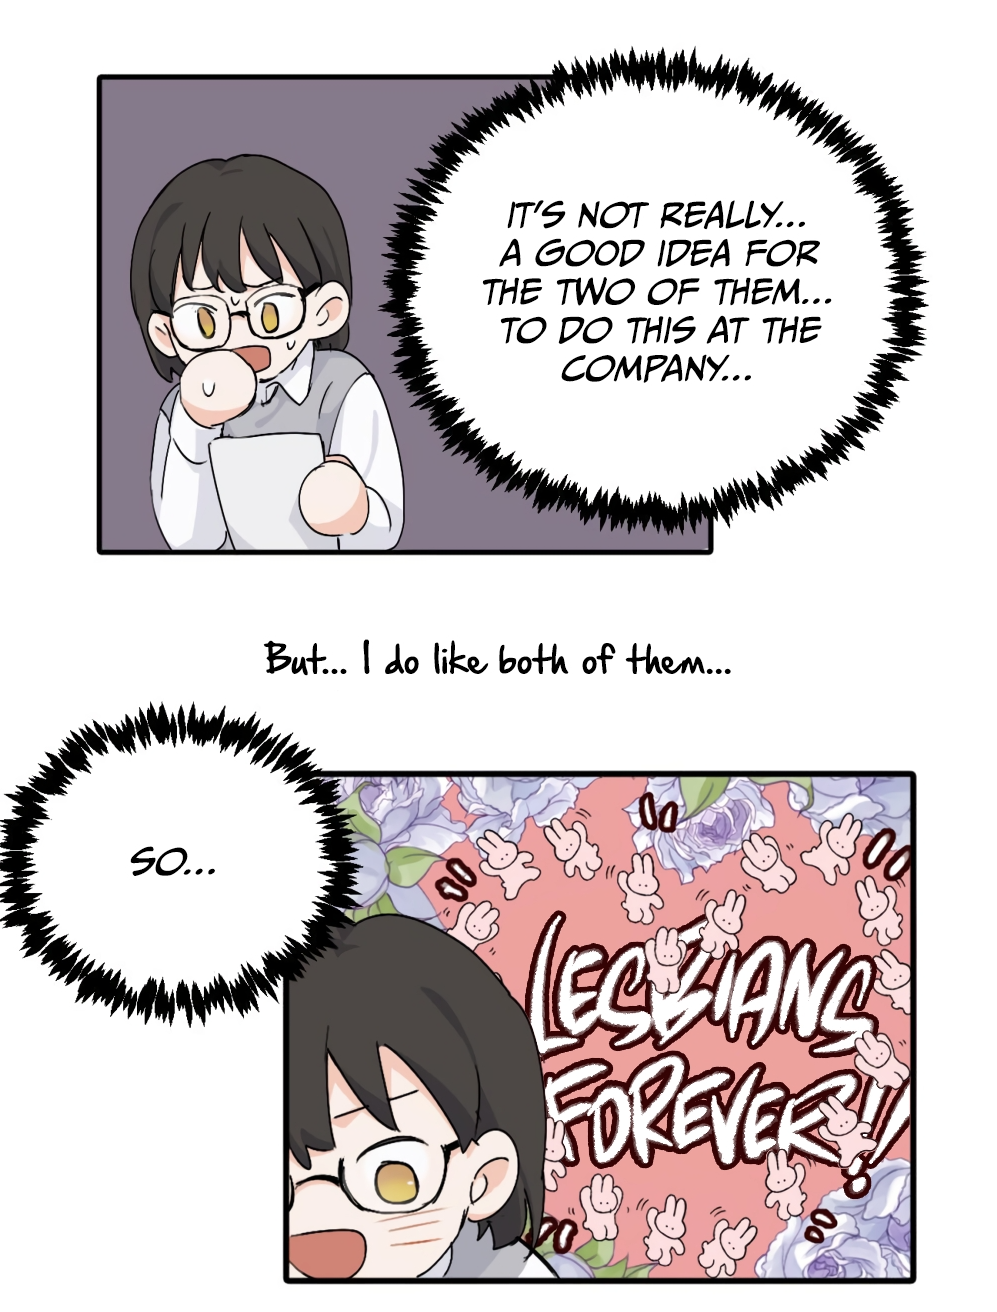 IT'S NOT REALLY...
A GOOD IDEA FOR
THE TWO OF THEM...
TO DO THIS AT THE
COMPANY...
But... I do like both of them...
SO...
LESBIANS
FOREVER!!